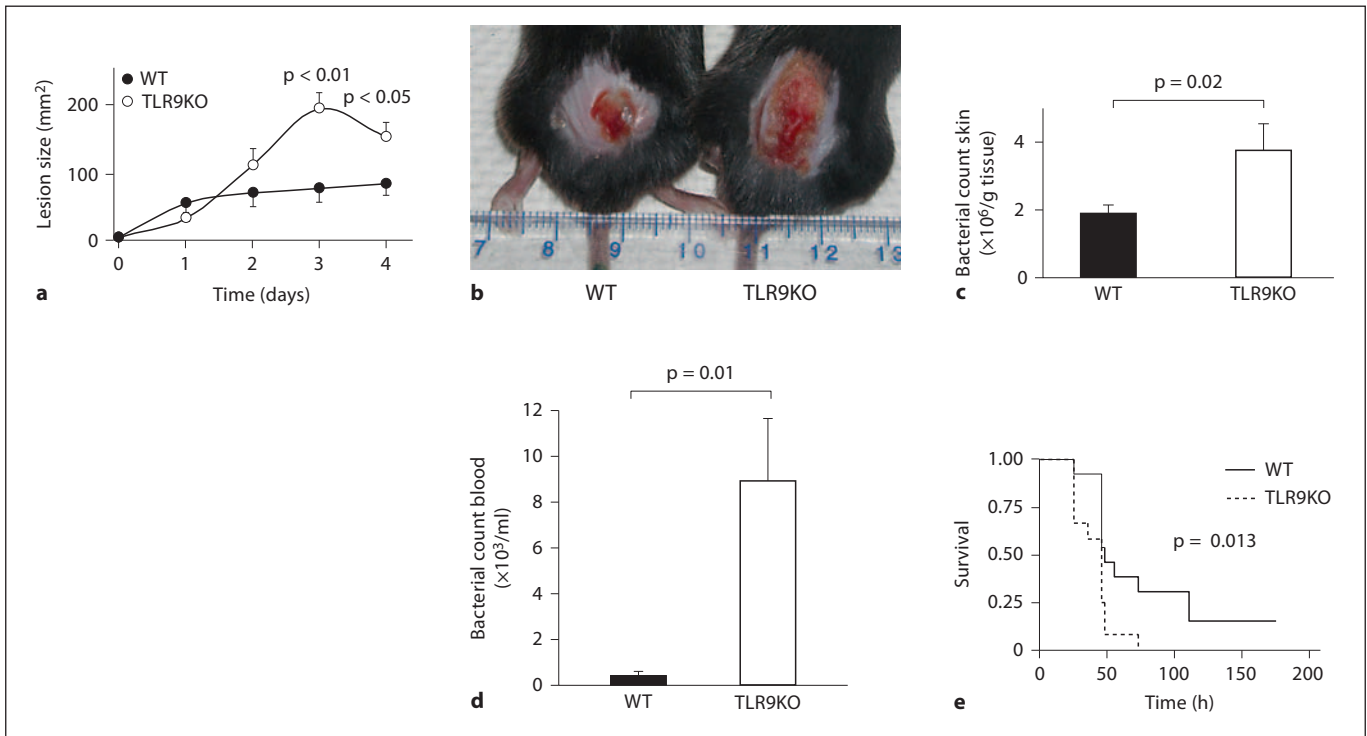 WT
TLR9KO
p < 0.01
p < 0.05
Lesion size (mm²)
200
100
0
0 1 2 3 4
Time (days)
a
7 8 9 10 11 12 13
WT TLR9KO
b
p = 0.02
Bacterial count skin
(×10⁶/g tissue)
4
2
0
WT TLR9KO
c
p = 0.01
Bacterial count blood
(×10³/ml)
12
10
8
6
4
2
0
WT TLR9KO
d
Survival
1.00
0.75
0.50
0.25
0
WT
TLR9KO
p = 0.013
0 50 100 150 200
Time (h)
e